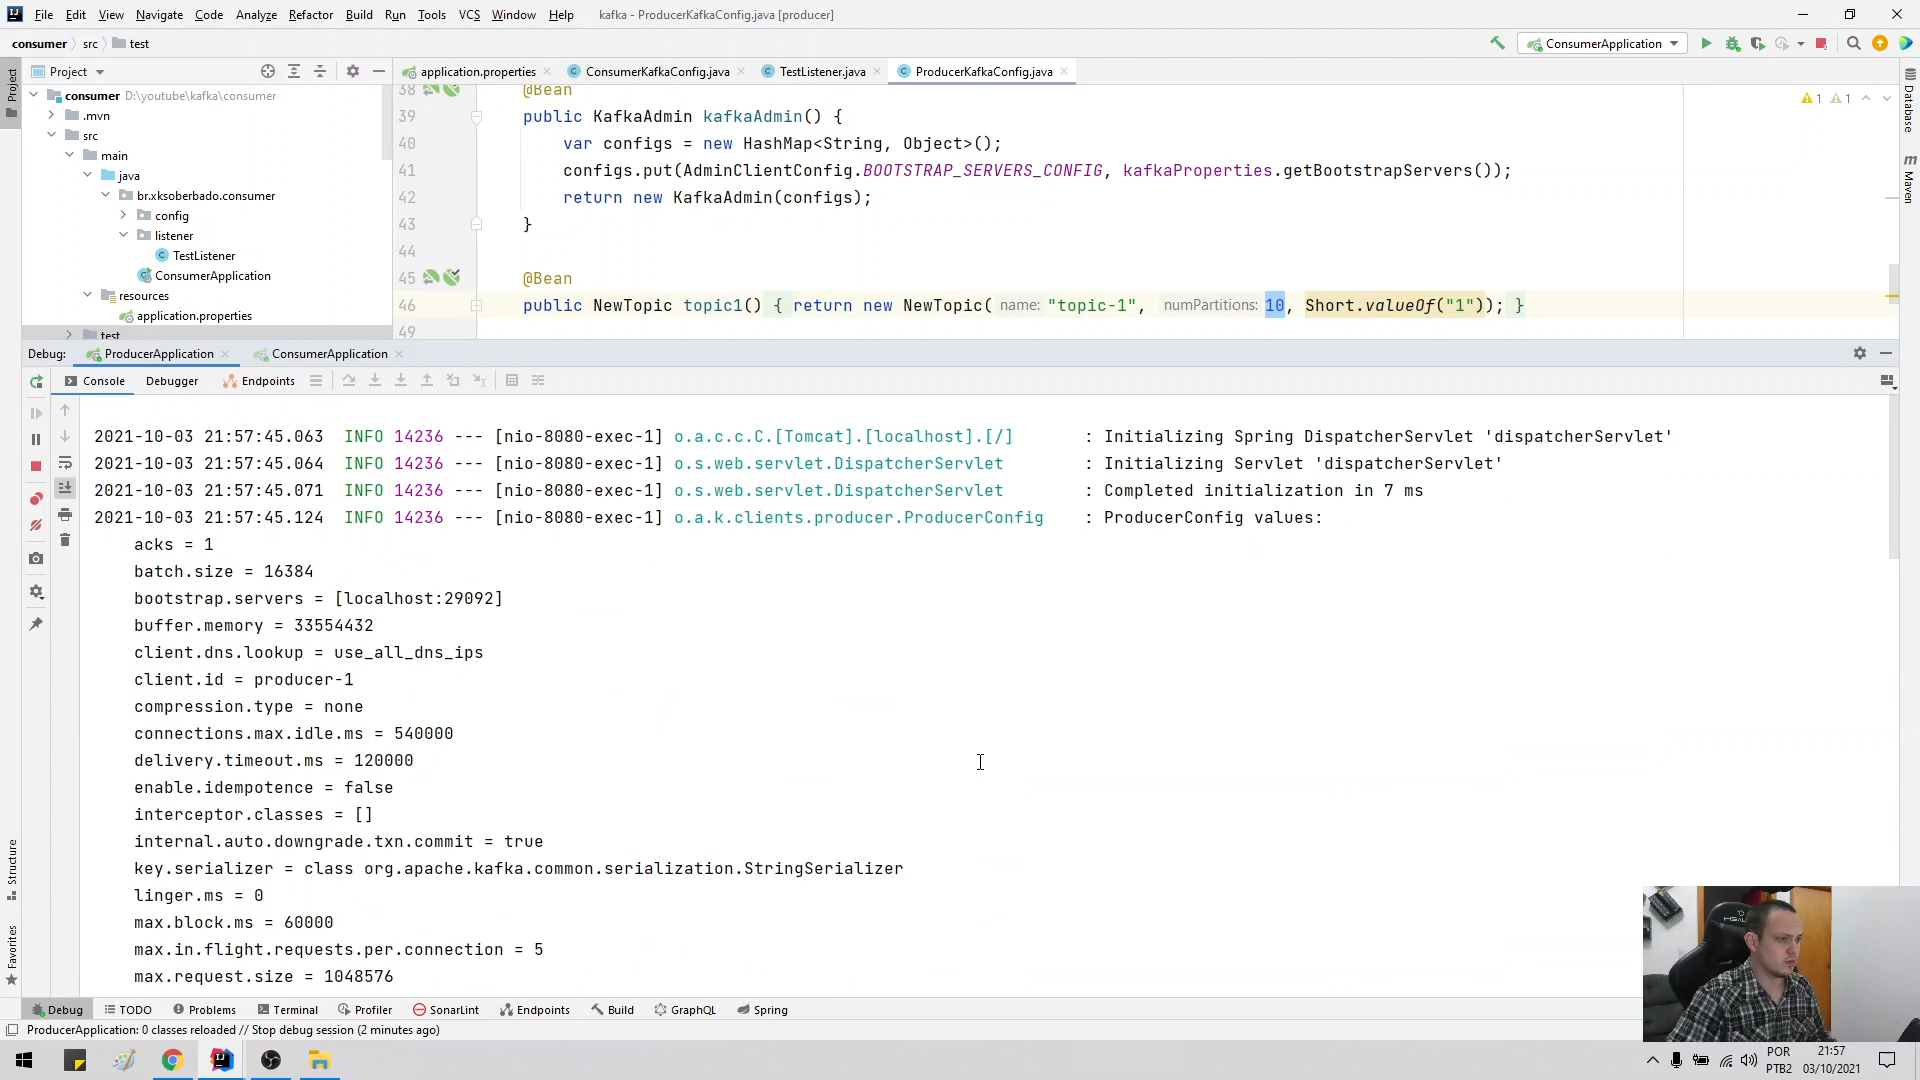 File Edit View Navigate Code Analyze Refactor Build Run Tools VCS Window Help kafka - ProducerKafkaConfig.java [producer]
consumer src test ConsumerApplication
Project application.properties ConsumerKafkaConfig.java TestListener.java ProducerKafkaConfig.java
Project
Database
Maven
Structure
Favorites
consumer D:\youtube\kafka\consumer
.mvn
src
main
java
br.xksoberbado.consumer
config
listener
TestListener
ConsumerApplication
resources
application.properties
test
38 @Bean
39 public KafkaAdmin kafkaAdmin() {
40 var configs = new HashMap<String, Object>();
41 configs.put(AdminClientConfig.BOOTSTRAP_SERVERS_CONFIG, kafkaProperties.getBootstrapServers());
42 return new KafkaAdmin(configs);
43 }
44
45 @Bean
46 public NewTopic topic1() { return new NewTopic( name: "topic-1", numPartitions: 10, Short.valueOf("1")); }
49
1 1
Debug: ProducerApplication ConsumerApplication
Console Debugger Endpoints
2021-10-03 21:57:45.063 INFO 14236 --- [nio-8080-exec-1] o.a.c.c.C.[Tomcat].[localhost].[/] : Initializing Spring DispatcherServlet 'dispatcherServlet'
2021-10-03 21:57:45.064 INFO 14236 --- [nio-8080-exec-1] o.s.web.servlet.DispatcherServlet : Initializing Servlet 'dispatcherServlet'
2021-10-03 21:57:45.071 INFO 14236 --- [nio-8080-exec-1] o.s.web.servlet.DispatcherServlet : Completed initialization in 7 ms
2021-10-03 21:57:45.124 INFO 14236 --- [nio-8080-exec-1] o.a.k.clients.producer.ProducerConfig : ProducerConfig values:
acks = 1
batch.size = 16384
bootstrap.servers = [localhost:29092]
buffer.memory = 33554432
client.dns.lookup = use_all_dns_ips
client.id = producer-1
compression.type = none
connections.max.idle.ms = 540000
delivery.timeout.ms = 120000
enable.idempotence = false
interceptor.classes = []
internal.auto.downgrade.txn.commit = true
key.serializer = class org.apache.kafka.common.serialization.StringSerializer
linger.ms = 0
max.block.ms = 60000
max.in.flight.requests.per.connection = 5
max.request.size = 1048576
Debug TODO Problems Terminal Profiler SonarLint Endpoints Build GraphQL Spring
ProducerApplication: 0 classes reloaded // Stop debug session (2 minutes ago)
POR
PTB2
21:57
03/10/2021